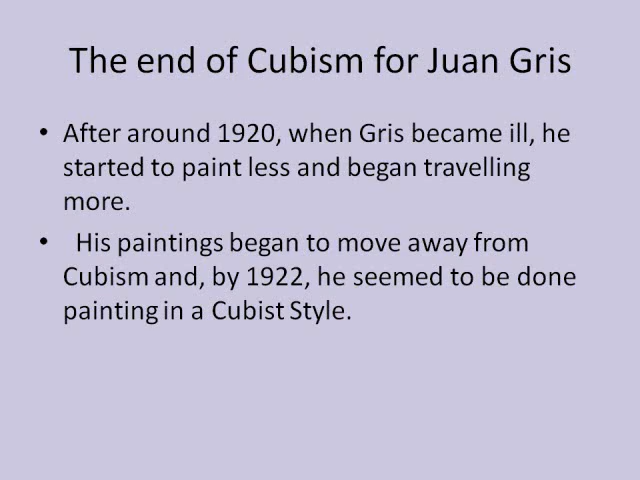 The end of Cubism for Juan Gris
• After around 1920, when Gris became ill, he
started to paint less and began travelling
more.
• His paintings began to move away from
Cubism and, by 1922, he seemed to be done
painting in a Cubist Style.